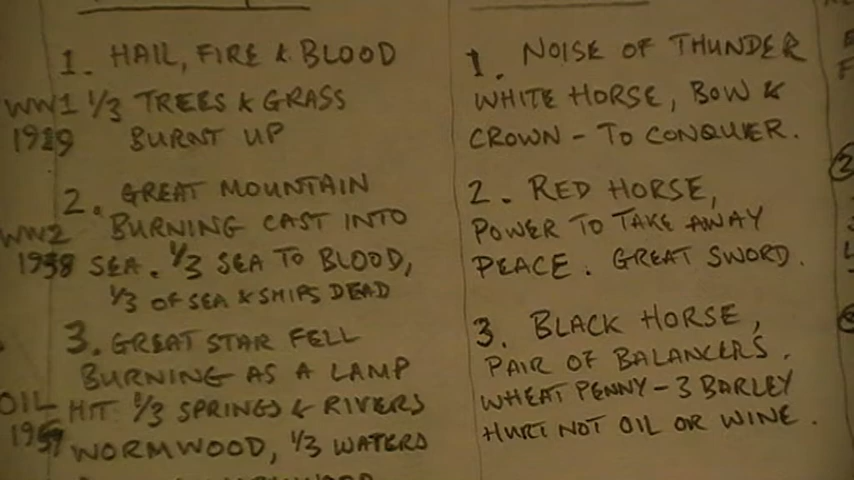 1. HAIL, FIRE & BLOOD
WW1 1/3 TREES & GRASS
BURNT UP
2. GREAT MOUNTAIN
WW2 BURNING CAST INTO
SEA. 1/3 SEA TO BLOOD,
1/3 OF SEA & SHIPS DEAD
3. GREAT STAR FELL
BURNING AS A LAMP
OIL HIT 1/3 SPRINGS & RIVERS
WORMWOOD, 1/3 WATERS
1. NOISE OF THUNDER
WHITE HORSE, BOW &
CROWN - TO CONQUER.
2. RED HORSE,
POWER TO TAKE AWAY
PEACE. GREAT SWORD.
3. BLACK HORSE,
PAIR OF BALANCERS.
WHEAT PENNY - 3 BARLEY
HURT NOT OIL OR WINE.